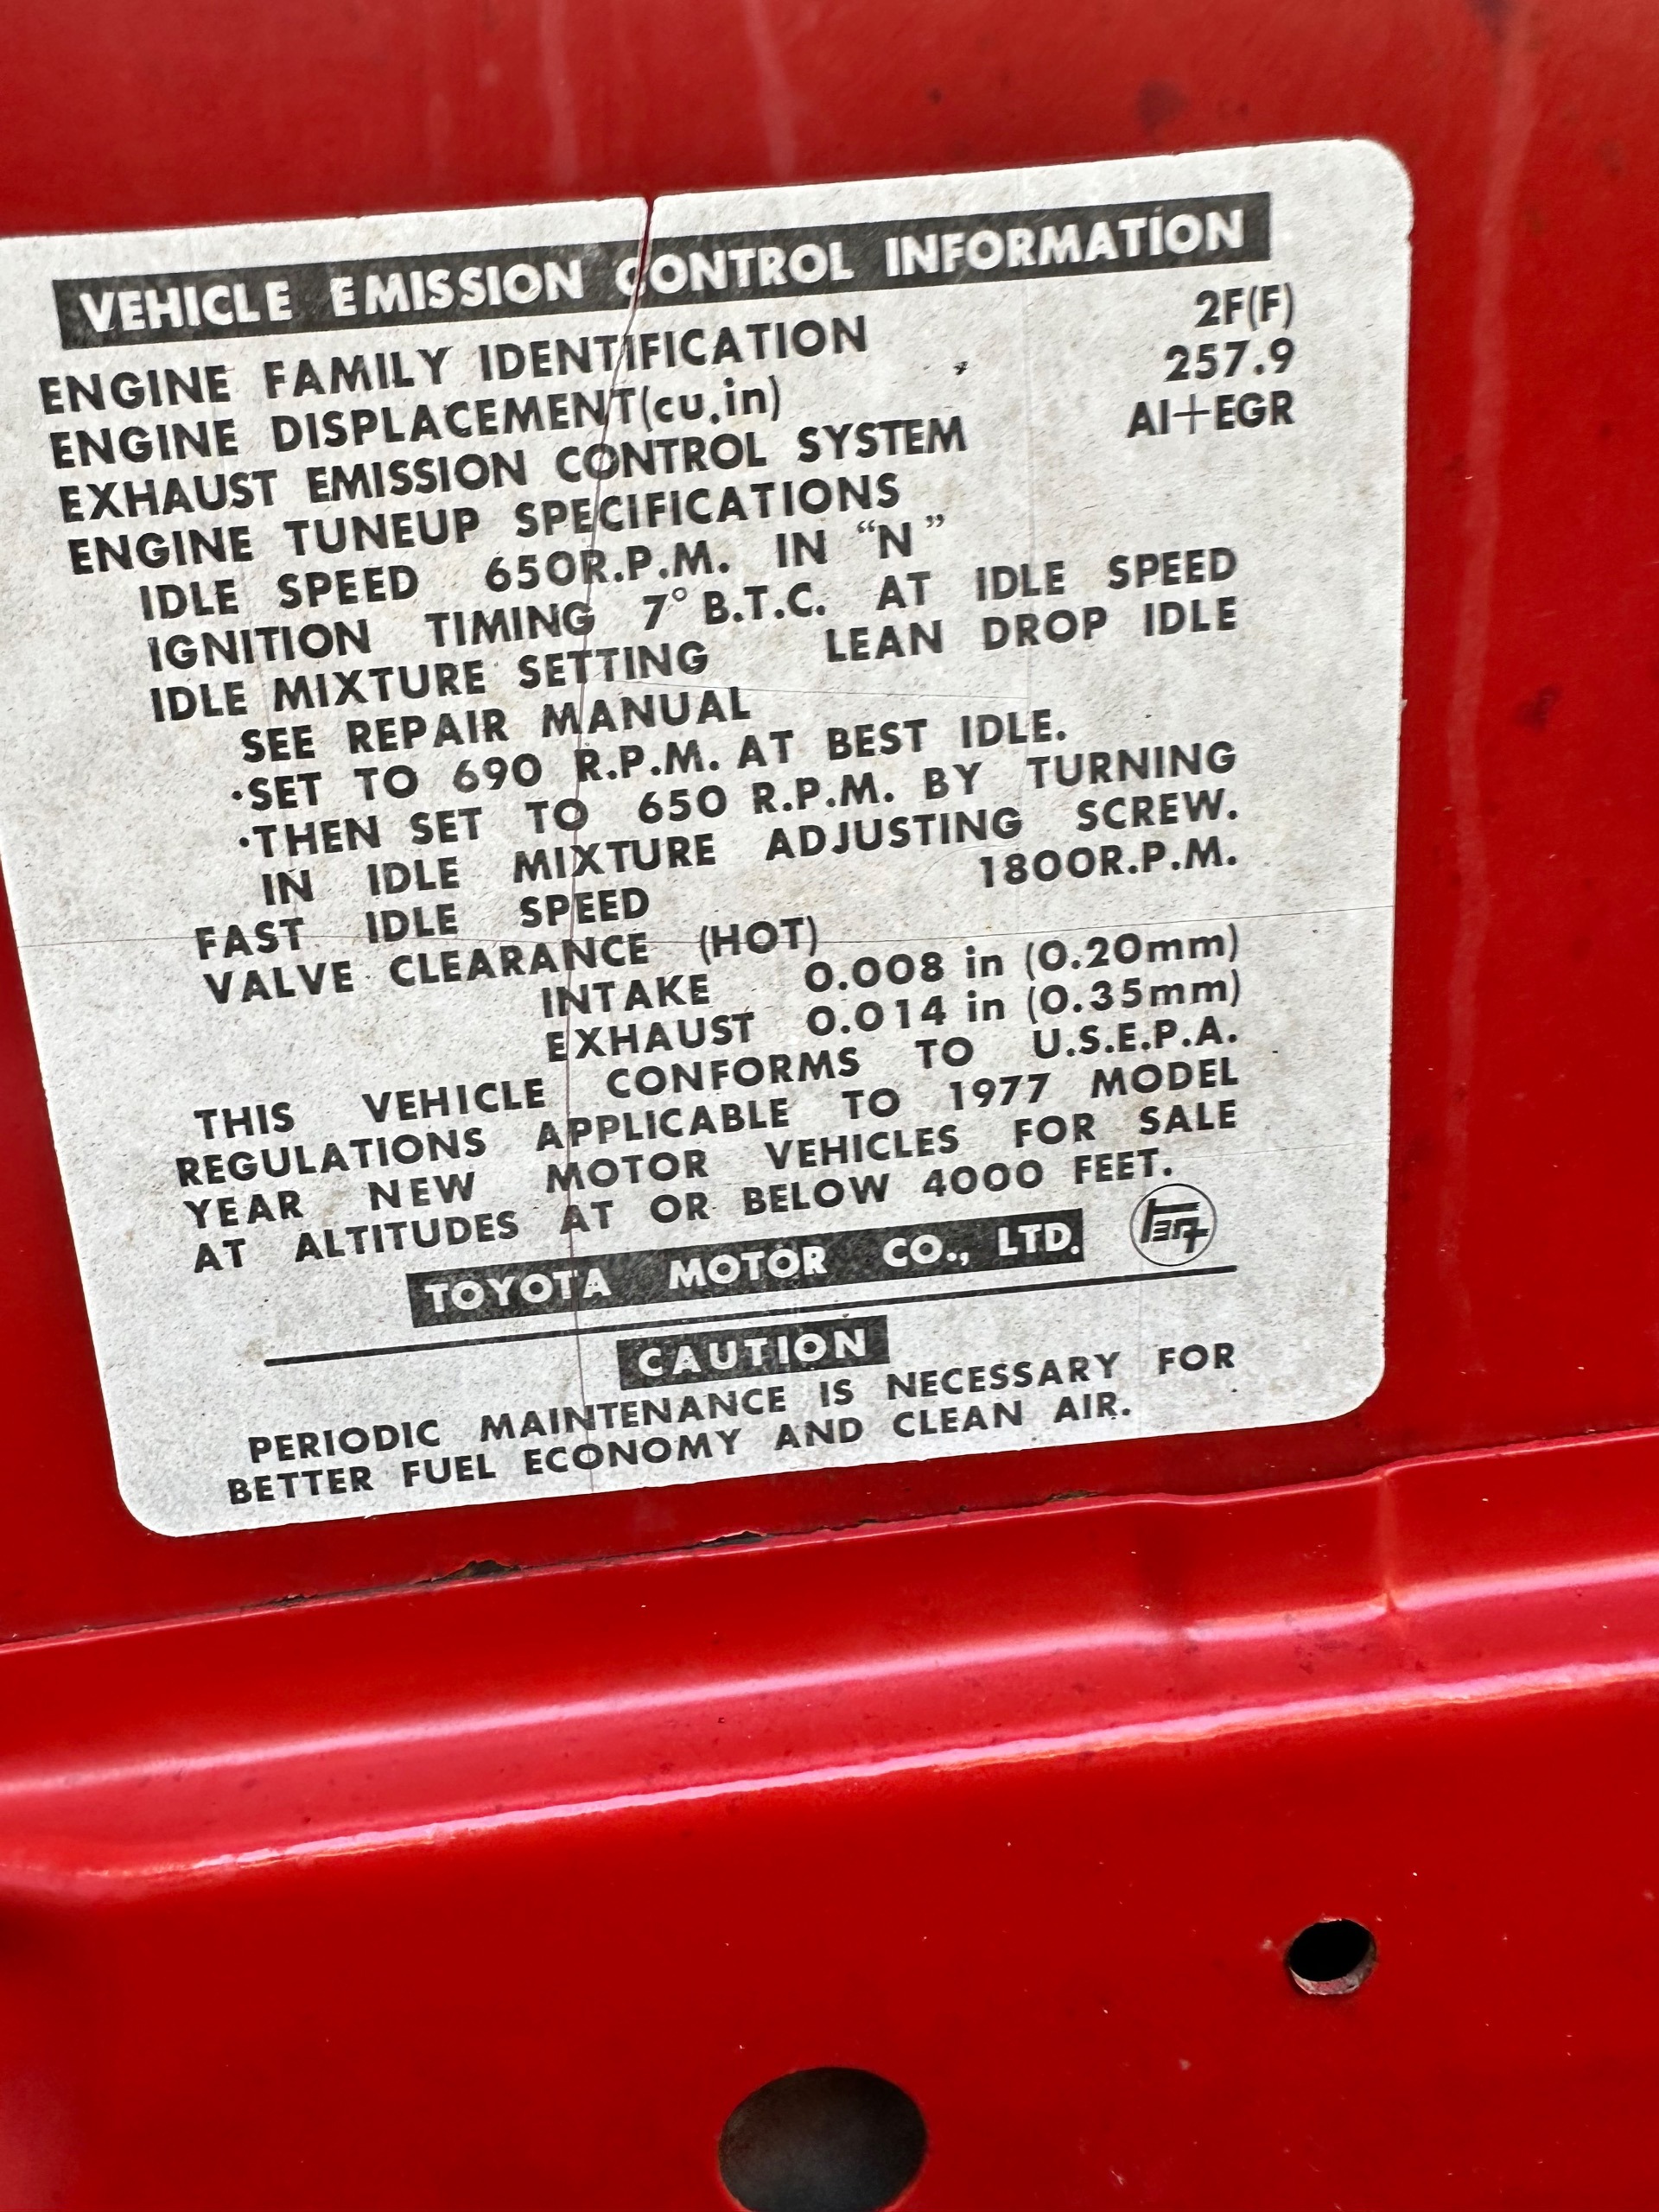 VEHICLE EMISSION CONTROL INFORMATION
ENGINE FAMILY IDENTIFICATION 2F(F)
ENGINE DISPLACEMENT(cu.in) 257.9
EXHAUST EMISSION CONTROL SYSTEM AI+EGR
ENGINE TUNEUP SPECIFICATIONS
IDLE SPEED 650R.P.M. IN “N”
IGNITION TIMING 7° B.T.C. AT IDLE SPEED
IDLE MIXTURE SETTING LEAN DROP IDLE
SEE REPAIR MANUAL
·SET TO 690 R.P.M. AT BEST IDLE.
·THEN SET TO 650 R.P.M. BY TURNING
IN IDLE MIXTURE ADJUSTING SCREW.
FAST IDLE SPEED 1800R.P.M.
VALVE CLEARANCE (HOT)
INTAKE 0.008 in (0.20mm)
EXHAUST 0.014 in (0.35mm)
THIS VEHICLE CONFORMS TO U.S.E.P.A.
REGULATIONS APPLICABLE TO 1977 MODEL
YEAR NEW MOTOR VEHICLES FOR SALE
AT ALTITUDES AT OR BELOW 4000 FEET.
TOYOTA MOTOR CO., LTD. トヨタ
CAUTION
PERIODIC MAINTENANCE IS NECESSARY FOR
BETTER FUEL ECONOMY AND CLEAN AIR.